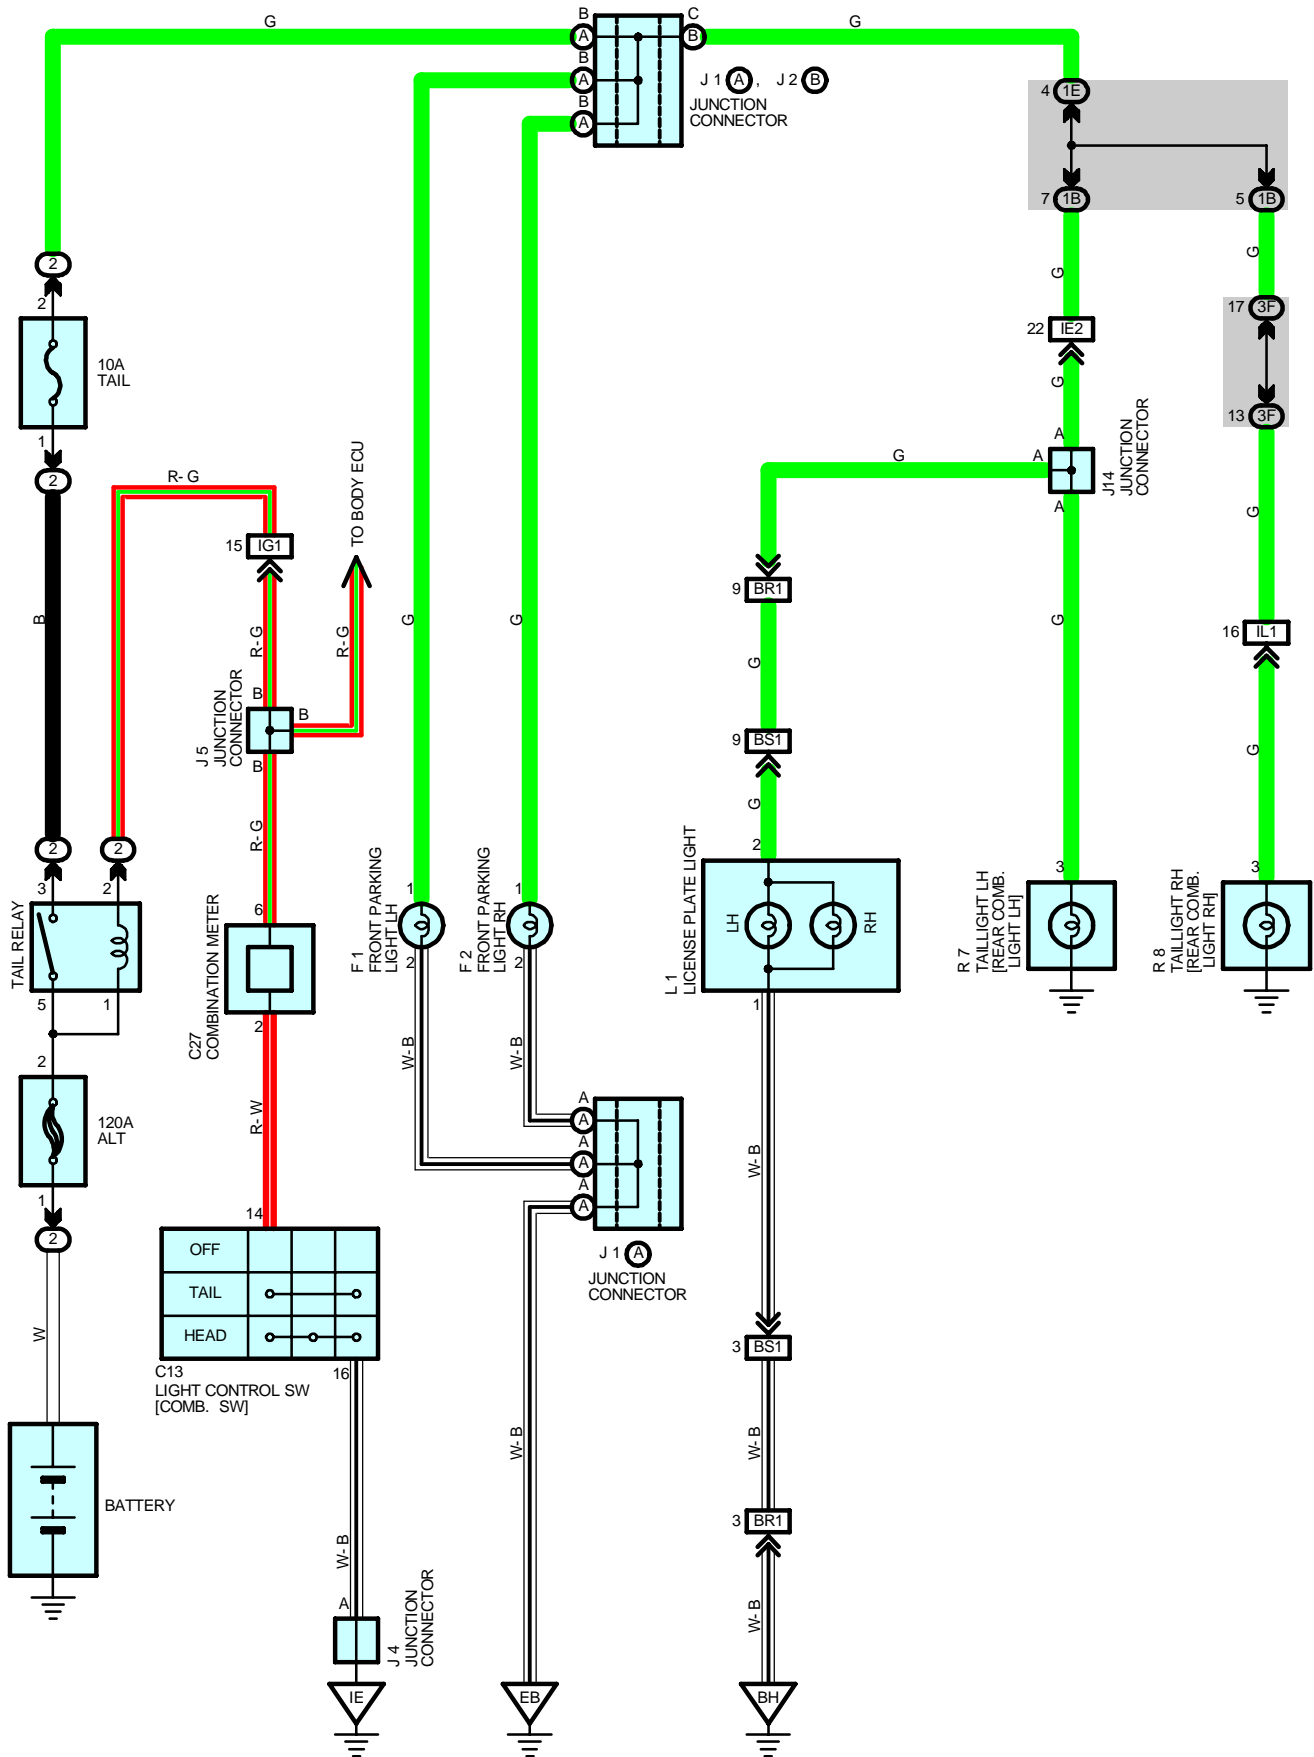 G
B
C
G
A
B
B
A
J 1 A , J 2 B
JUNCTION
CONNECTOR
B
A
4 1E
7 1B
5 1B
2
G
G
2
17 3F
22 IE2
10A
TAIL
G
13 3F
1
A
2
R-G
G
A
J14
JUNCTION
CONNECTOR
A
TO BODY ECU
G
15 IG1
9 BR1
B
R-G
R-G
G
G
G
G
16 IL1
B
B
J 5
JUNCTION
CONNECTOR
B
9 BS1
G
G
R-G
2
2
2
3
2
TAIL RELAY
5
1
6
C27
COMBINATION METER
2
1
F 1
FRONT PARKING
LIGHT LH
2
1
F 2
FRONT PARKING
LIGHT RH
2
L 1
LICENSE PLATE LIGHT
LH
RH
1
3
R 7
TAILLIGHT LH
[REAR COMB.
LIGHT LH]
3
R 8
TAILLIGHT RH
[REAR COMB.
LIGHT RH]
2
120A
ALT
1
2
R-W
W-B
W-B
A
A
A
A
A
A
J 1 A
JUNCTION
CONNECTOR
W-B
14
OFF
TAIL
HEAD
C13
LIGHT CONTROL SW
[COMB. SW]
16
W
BATTERY
3 BS1
W-B
W-B
3 BR1
W-B
A
J 4
JUNCTION
CONNECTOR
W-B
IE
EB
BH